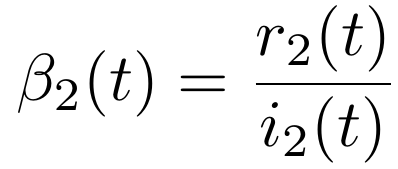 β₂(t) = r₂(t) / i₂(t)